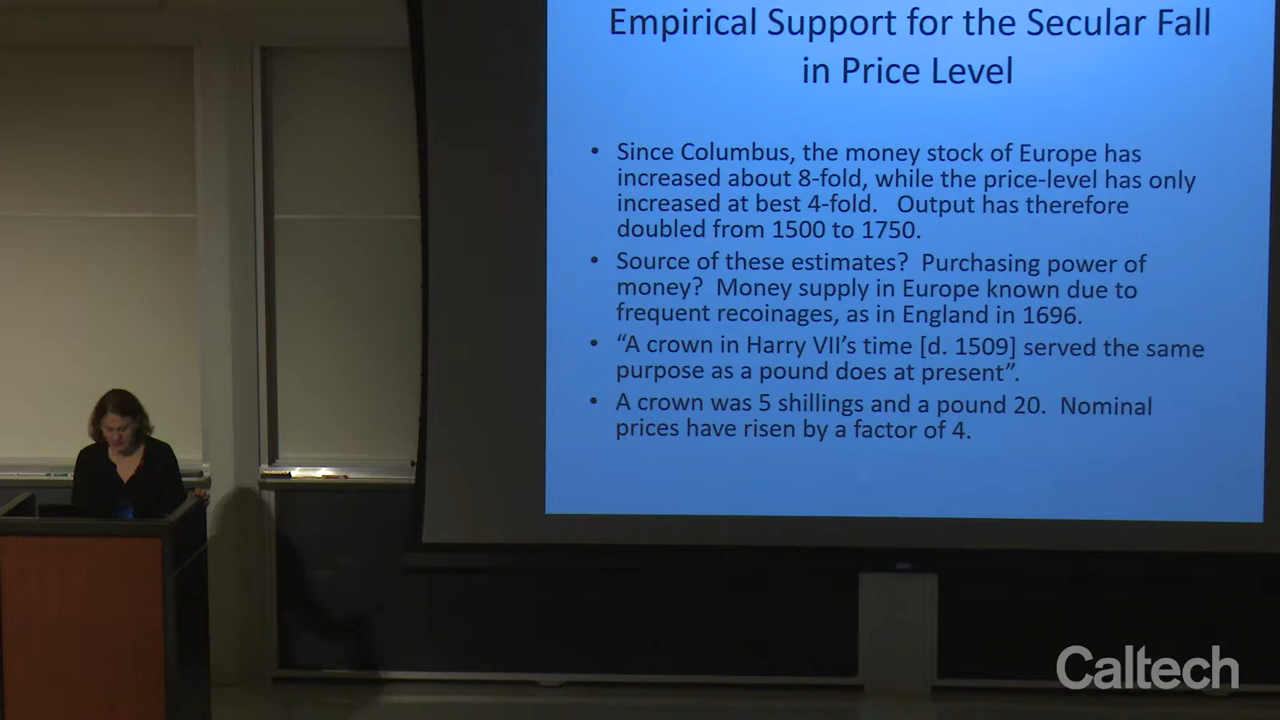 Empirical Support for the Secular Fall
in Price Level
• Since Columbus, the money stock of Europe has
increased about 8-fold, while the price-level has only
increased at best 4-fold.   Output has therefore
doubled from 1500 to 1750.
• Source of these estimates?  Purchasing power of
money?  Money supply in Europe known due to
frequent recoinages, as in England in 1696.
• “A crown in Harry VII’s time [d. 1509] served the same
purpose as a pound does at present”.
• A crown was 5 shillings and a pound 20.  Nominal
prices have risen by a factor of 4.
Caltech